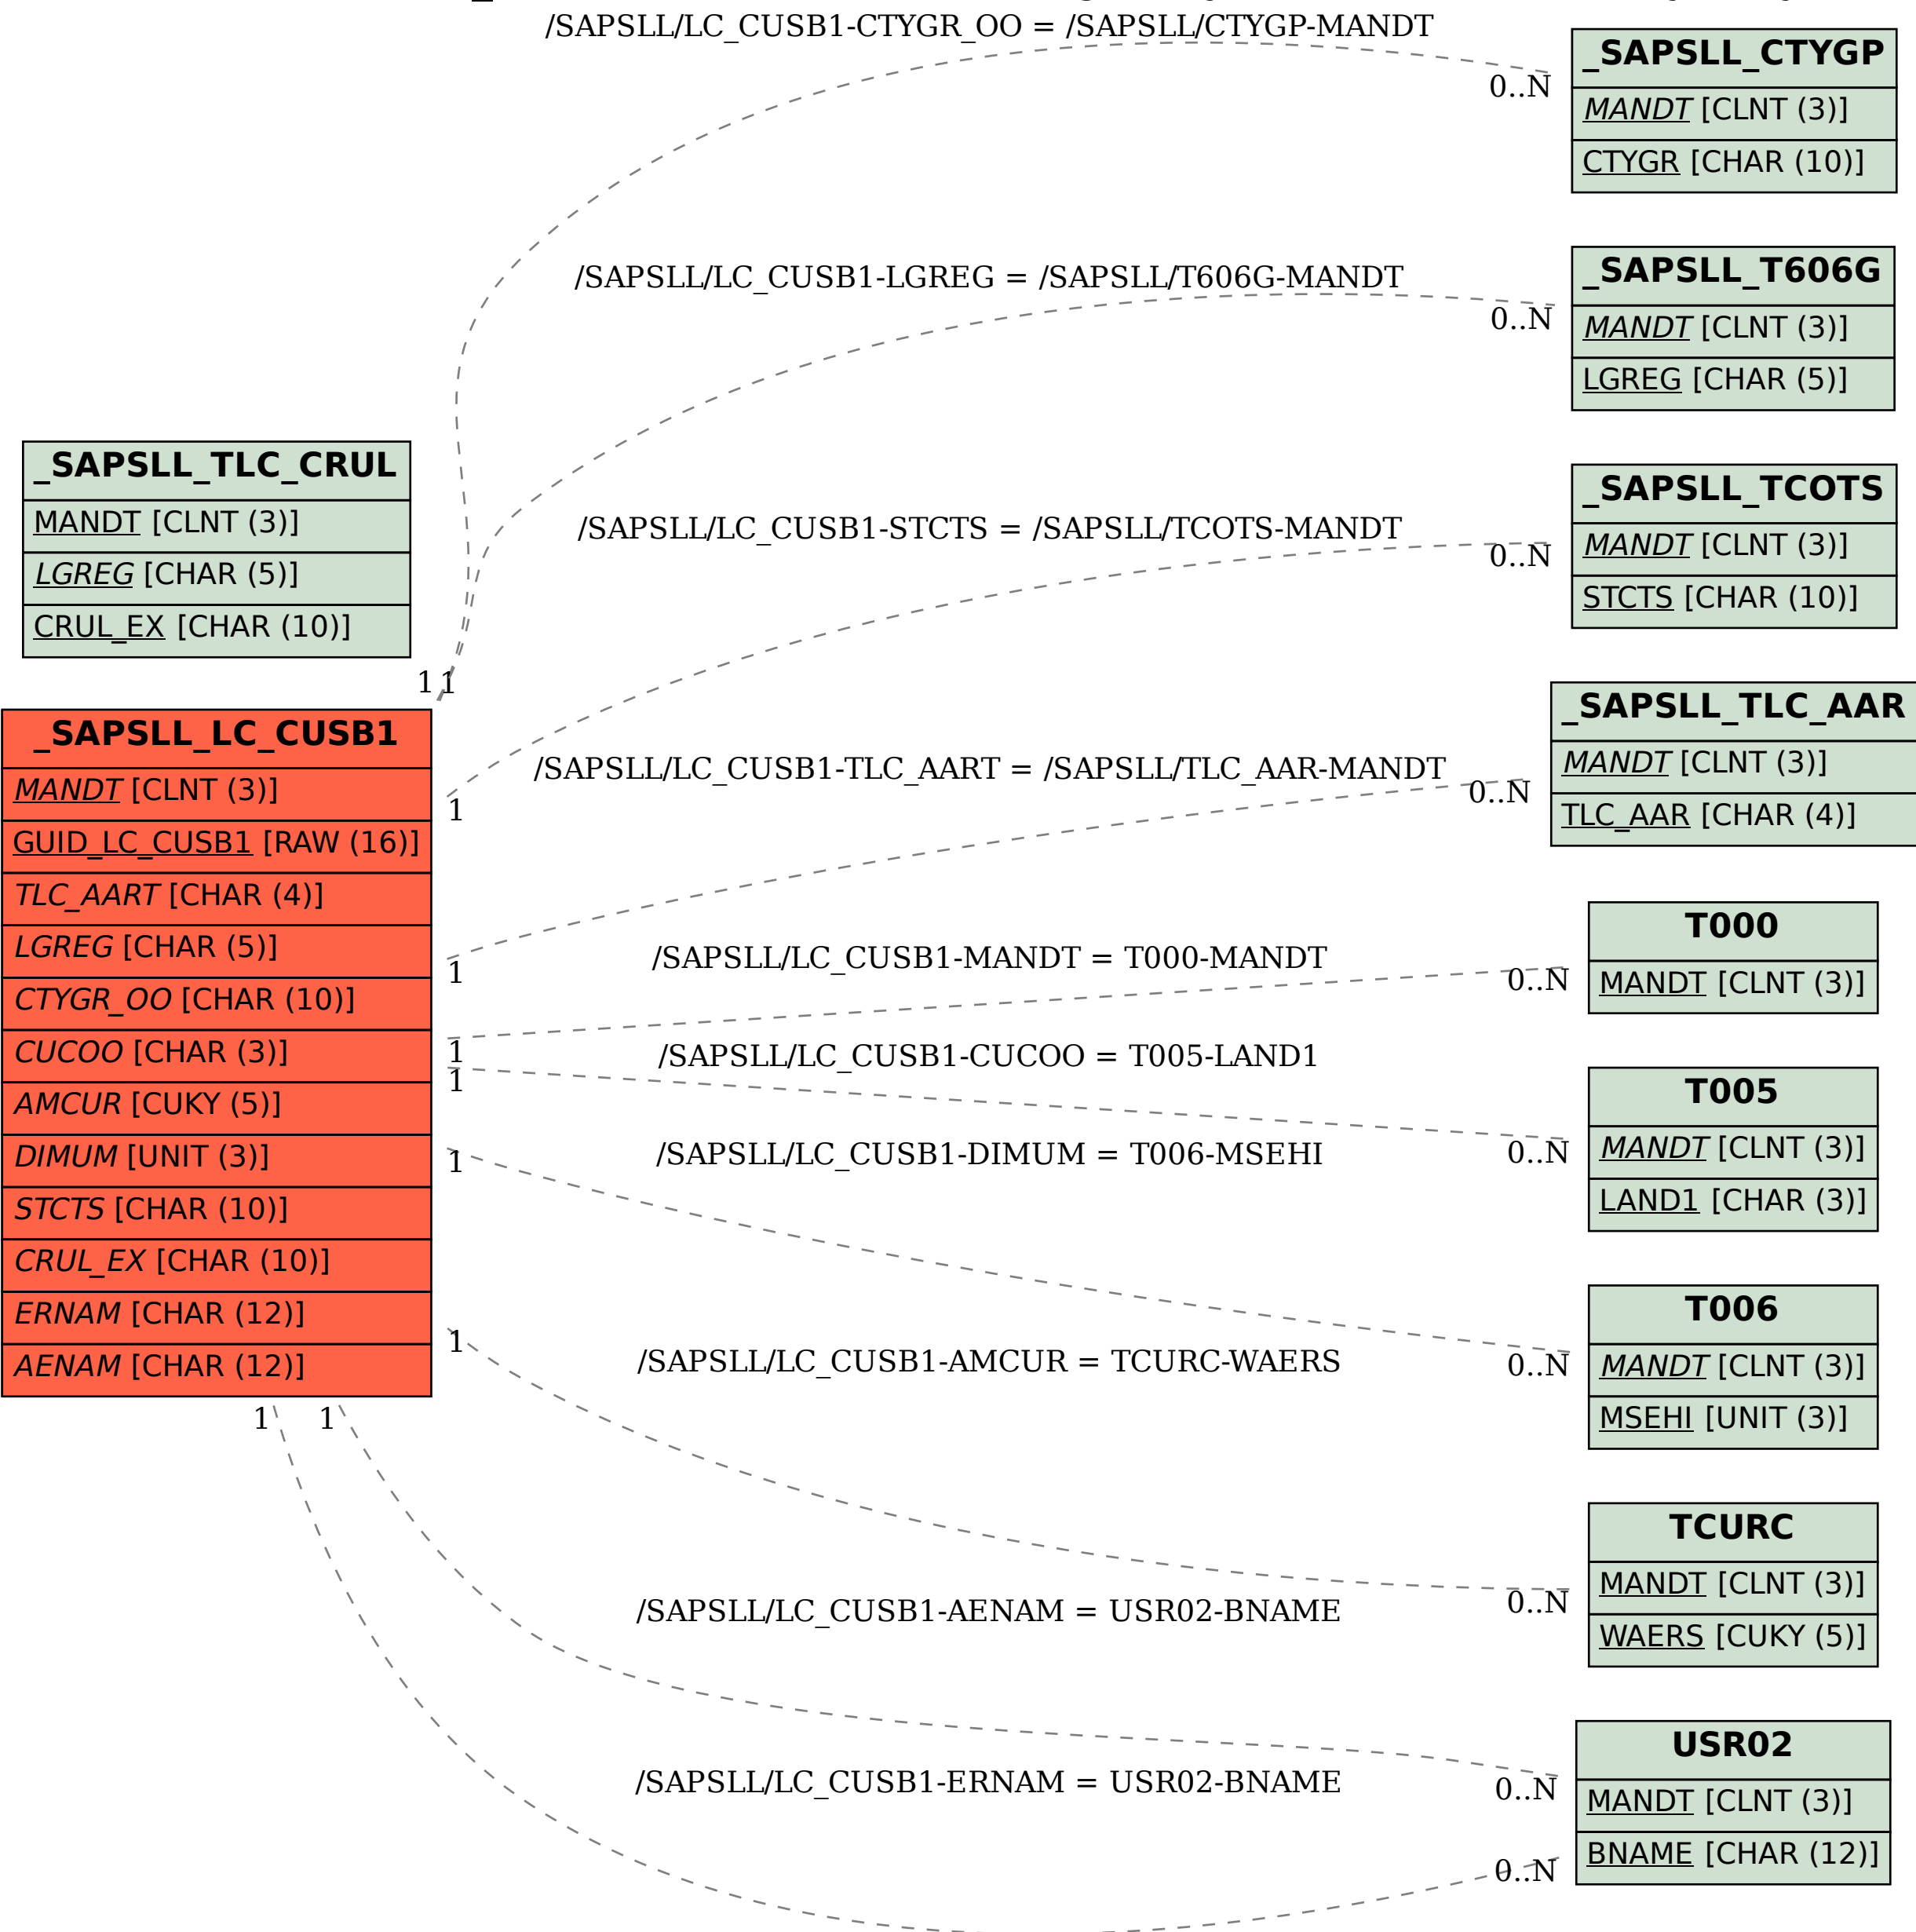 /SAPSLL/LC_CUSB1-CTYGR_OO = /SAPSLL/CTYGP-MANDT
0..N
_SAPSLL_CTYGP
MANDT [CLNT (3)]
CTYGR [CHAR (10)]
/SAPSLL/LC_CUSB1-LGREG = /SAPSLL/T606G-MANDT
0..N
_SAPSLL_T606G
MANDT [CLNT (3)]
LGREG [CHAR (5)]
_SAPSLL_TLC_CRUL
MANDT [CLNT (3)]
LGREG [CHAR (5)]
CRUL_EX [CHAR (10)]
/SAPSLL/LC_CUSB1-STCTS = /SAPSLL/TCOTS-MANDT
0..N
_SAPSLL_TCOTS
MANDT [CLNT (3)]
STCTS [CHAR (10)]
1
1
_SAPSLL_LC_CUSB1
MANDT [CLNT (3)]
GUID_LC_CUSB1 [RAW (16)]
TLC_AART [CHAR (4)]
LGREG [CHAR (5)]
CTYGR_OO [CHAR (10)]
CUCOO [CHAR (3)]
AMCUR [CUKY (5)]
DIMUM [UNIT (3)]
STCTS [CHAR (10)]
CRUL_EX [CHAR (10)]
ERNAM [CHAR (12)]
AENAM [CHAR (12)]
1
/SAPSLL/LC_CUSB1-TLC_AART = /SAPSLL/TLC_AAR-MANDT
0..N
_SAPSLL_TLC_AAR
MANDT [CLNT (3)]
TLC_AAR [CHAR (4)]
1
/SAPSLL/LC_CUSB1-MANDT = T000-MANDT
0..N
T000
MANDT [CLNT (3)]
1
1
/SAPSLL/LC_CUSB1-CUCOO = T005-LAND1
0..N
T005
MANDT [CLNT (3)]
LAND1 [CHAR (3)]
1
/SAPSLL/LC_CUSB1-DIMUM = T006-MSEHI
0..N
T006
MANDT [CLNT (3)]
MSEHI [UNIT (3)]
1
/SAPSLL/LC_CUSB1-AMCUR = TCURC-WAERS
0..N
TCURC
MANDT [CLNT (3)]
WAERS [CUKY (5)]
1
1
/SAPSLL/LC_CUSB1-AENAM = USR02-BNAME
0..N
/SAPSLL/LC_CUSB1-ERNAM = USR02-BNAME
0..N
USR02
MANDT [CLNT (3)]
BNAME [CHAR (12)]